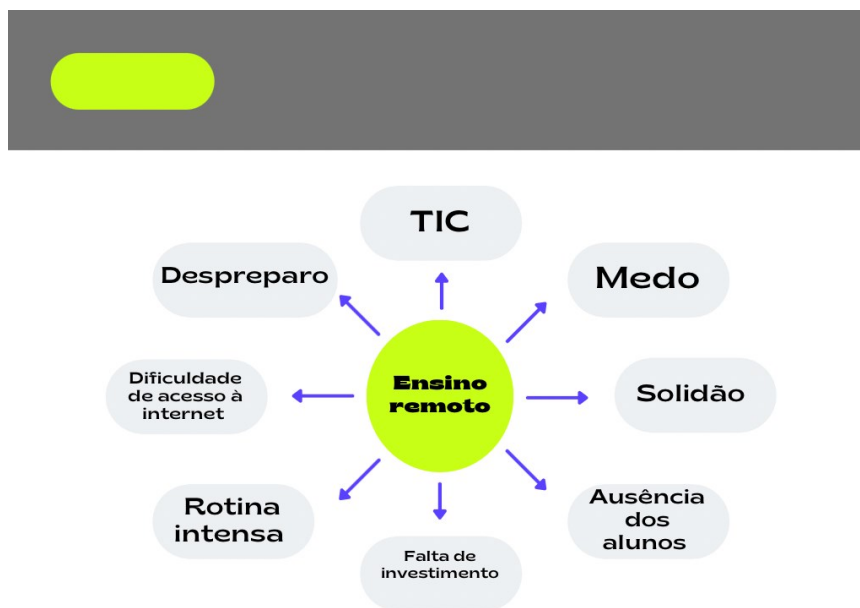 TIC
Despreparo
Medo
Dificuldade
de acesso à
internet
Ensino
remoto
Solidão
Rotina
intensa
Ausência
dos
alunos
Falta de
investimento